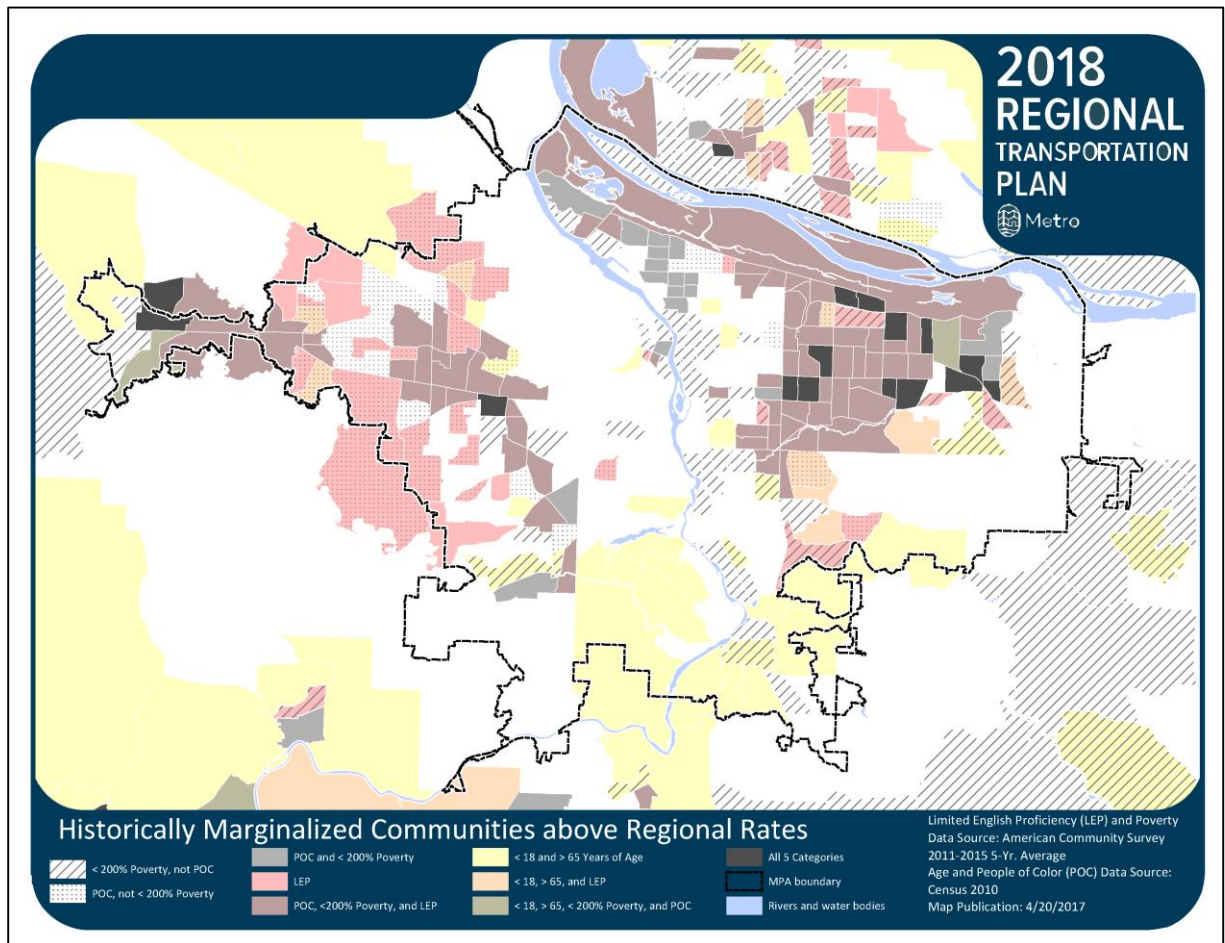 2018
REGIONAL
TRANSPORTATION
PLAN
Metro
Historically Marginalized Communities above Regional Rates
< 200% Poverty, not POC
POC, not < 200% Poverty
POC and < 200% Poverty
LEP
POC, <200% Poverty, and LEP
< 18 and > 65 Years of Age
< 18, > 65, and LEP
< 18, > 65, < 200% Poverty, and POC
All 5 Categories
MPA boundary
Rivers and water bodies
Limited English Proficiency (LEP) and Poverty
Data Source: American Community Survey
2011-2015 5-Yr. Average
Age and People of Color (POC) Data Source:
Census 2010
Map Publication: 4/20/2017